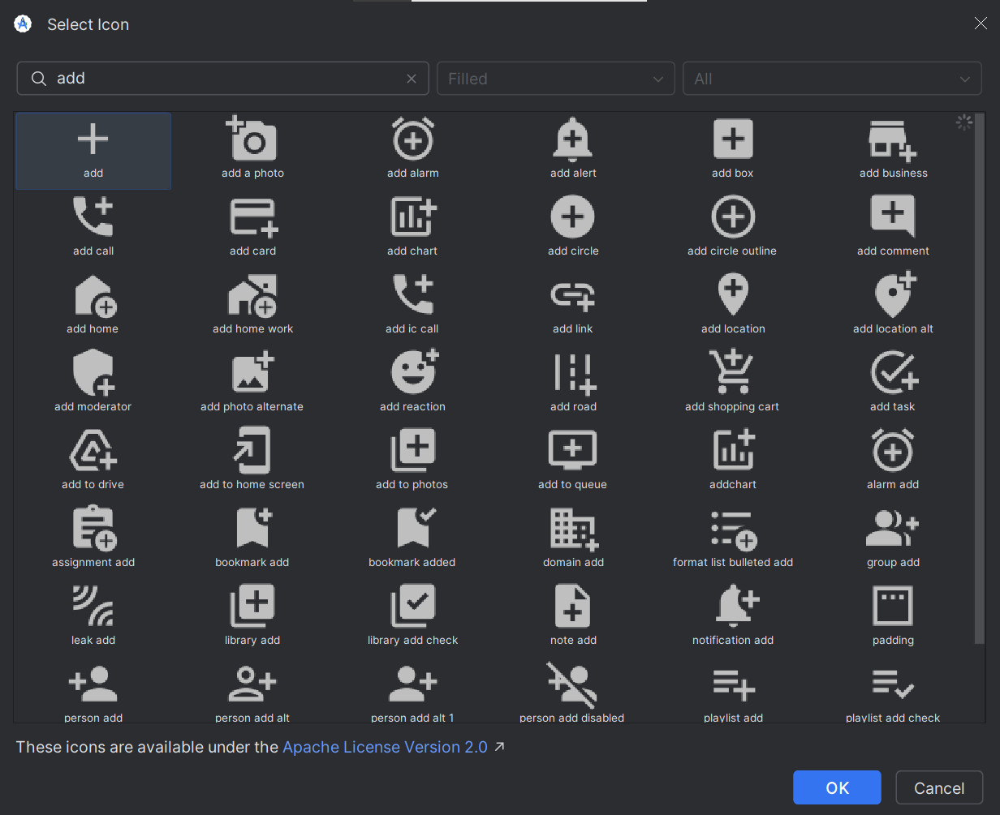 Select Icon
add
Filled
All
add
add a photo
add alarm
add alert
add box
add business
add call
add card
add chart
add circle
add circle outline
add comment
add home
add home work
add ic call
add link
add location
add location alt
add moderator
add photo alternate
add reaction
add road
add shopping cart
add task
add to drive
add to home screen
add to photos
add to queue
addchart
alarm add
assignment add
bookmark add
bookmark added
domain add
format list bulleted add
group add
leak add
library add
library add check
note add
notification add
padding
person add
person add alt
person add alt 1
person add disabled
playlist add
playlist add check
These icons are available under the Apache License Version 2.0
OK
Cancel